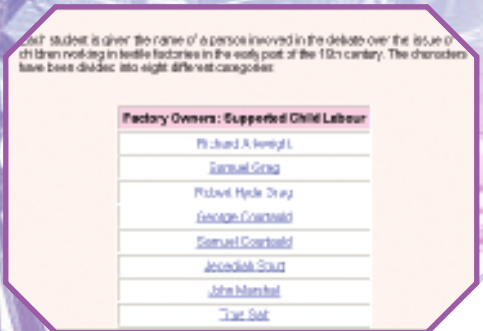 Each student is given the name of a person involved in the debate over the issue of
children working in textile factories in the early part of the 19th century. The characters
have been divided into eight different categories:
Factory Owners: Supported Child Labour
Richard Arkwright
Samuel Greg
Robert Hyde Greg
George Courtauld
Samuel Courtauld
Jedediah Strutt
John Marshall
Titus Salt